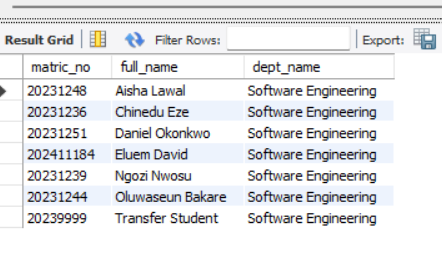 Result Grid Filter Rows: Export:
matric_no full_name dept_name
20231248 Aisha Lawal Software Engineering
20231236 Chinedu Eze Software Engineering
20231251 Daniel Okonkwo Software Engineering
202411184 Eluem David Software Engineering
20231239 Ngozi Nwosu Software Engineering
20231244 Oluwaseun Bakare Software Engineering
20239999 Transfer Student Software Engineering